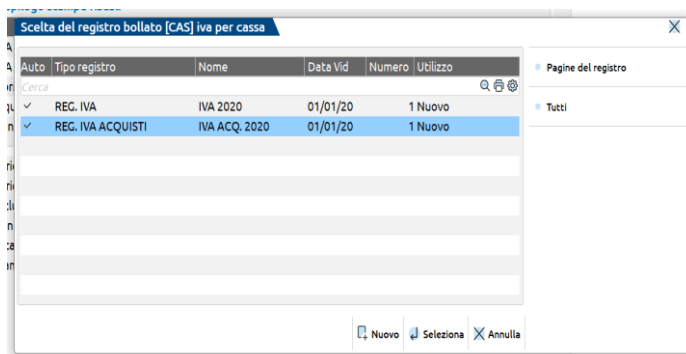 Scelta del registro bollato [CAS] iva per cassa
Auto Tipo registro Nome Data Vid Numero Utilizzo
Cerca
REG. IVA IVA 2020 01/01/20 1 Nuovo
REG. IVA ACQUISTI IVA ACQ. 2020 01/01/20 1 Nuovo
Pagine del registro
Tutti
Nuovo Seleziona Annulla